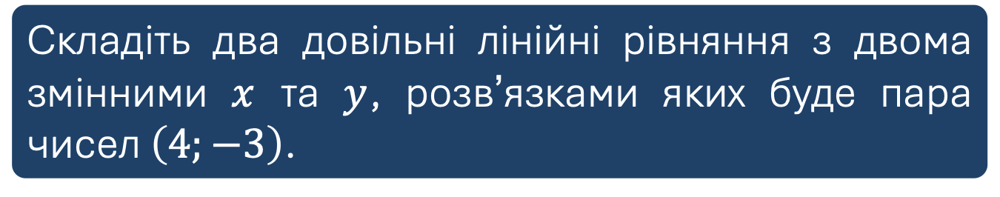 Складіть два довільні лінійні рівняння з двома
змінними x та y, розв’язками яких буде пара
чисел (4; −3).